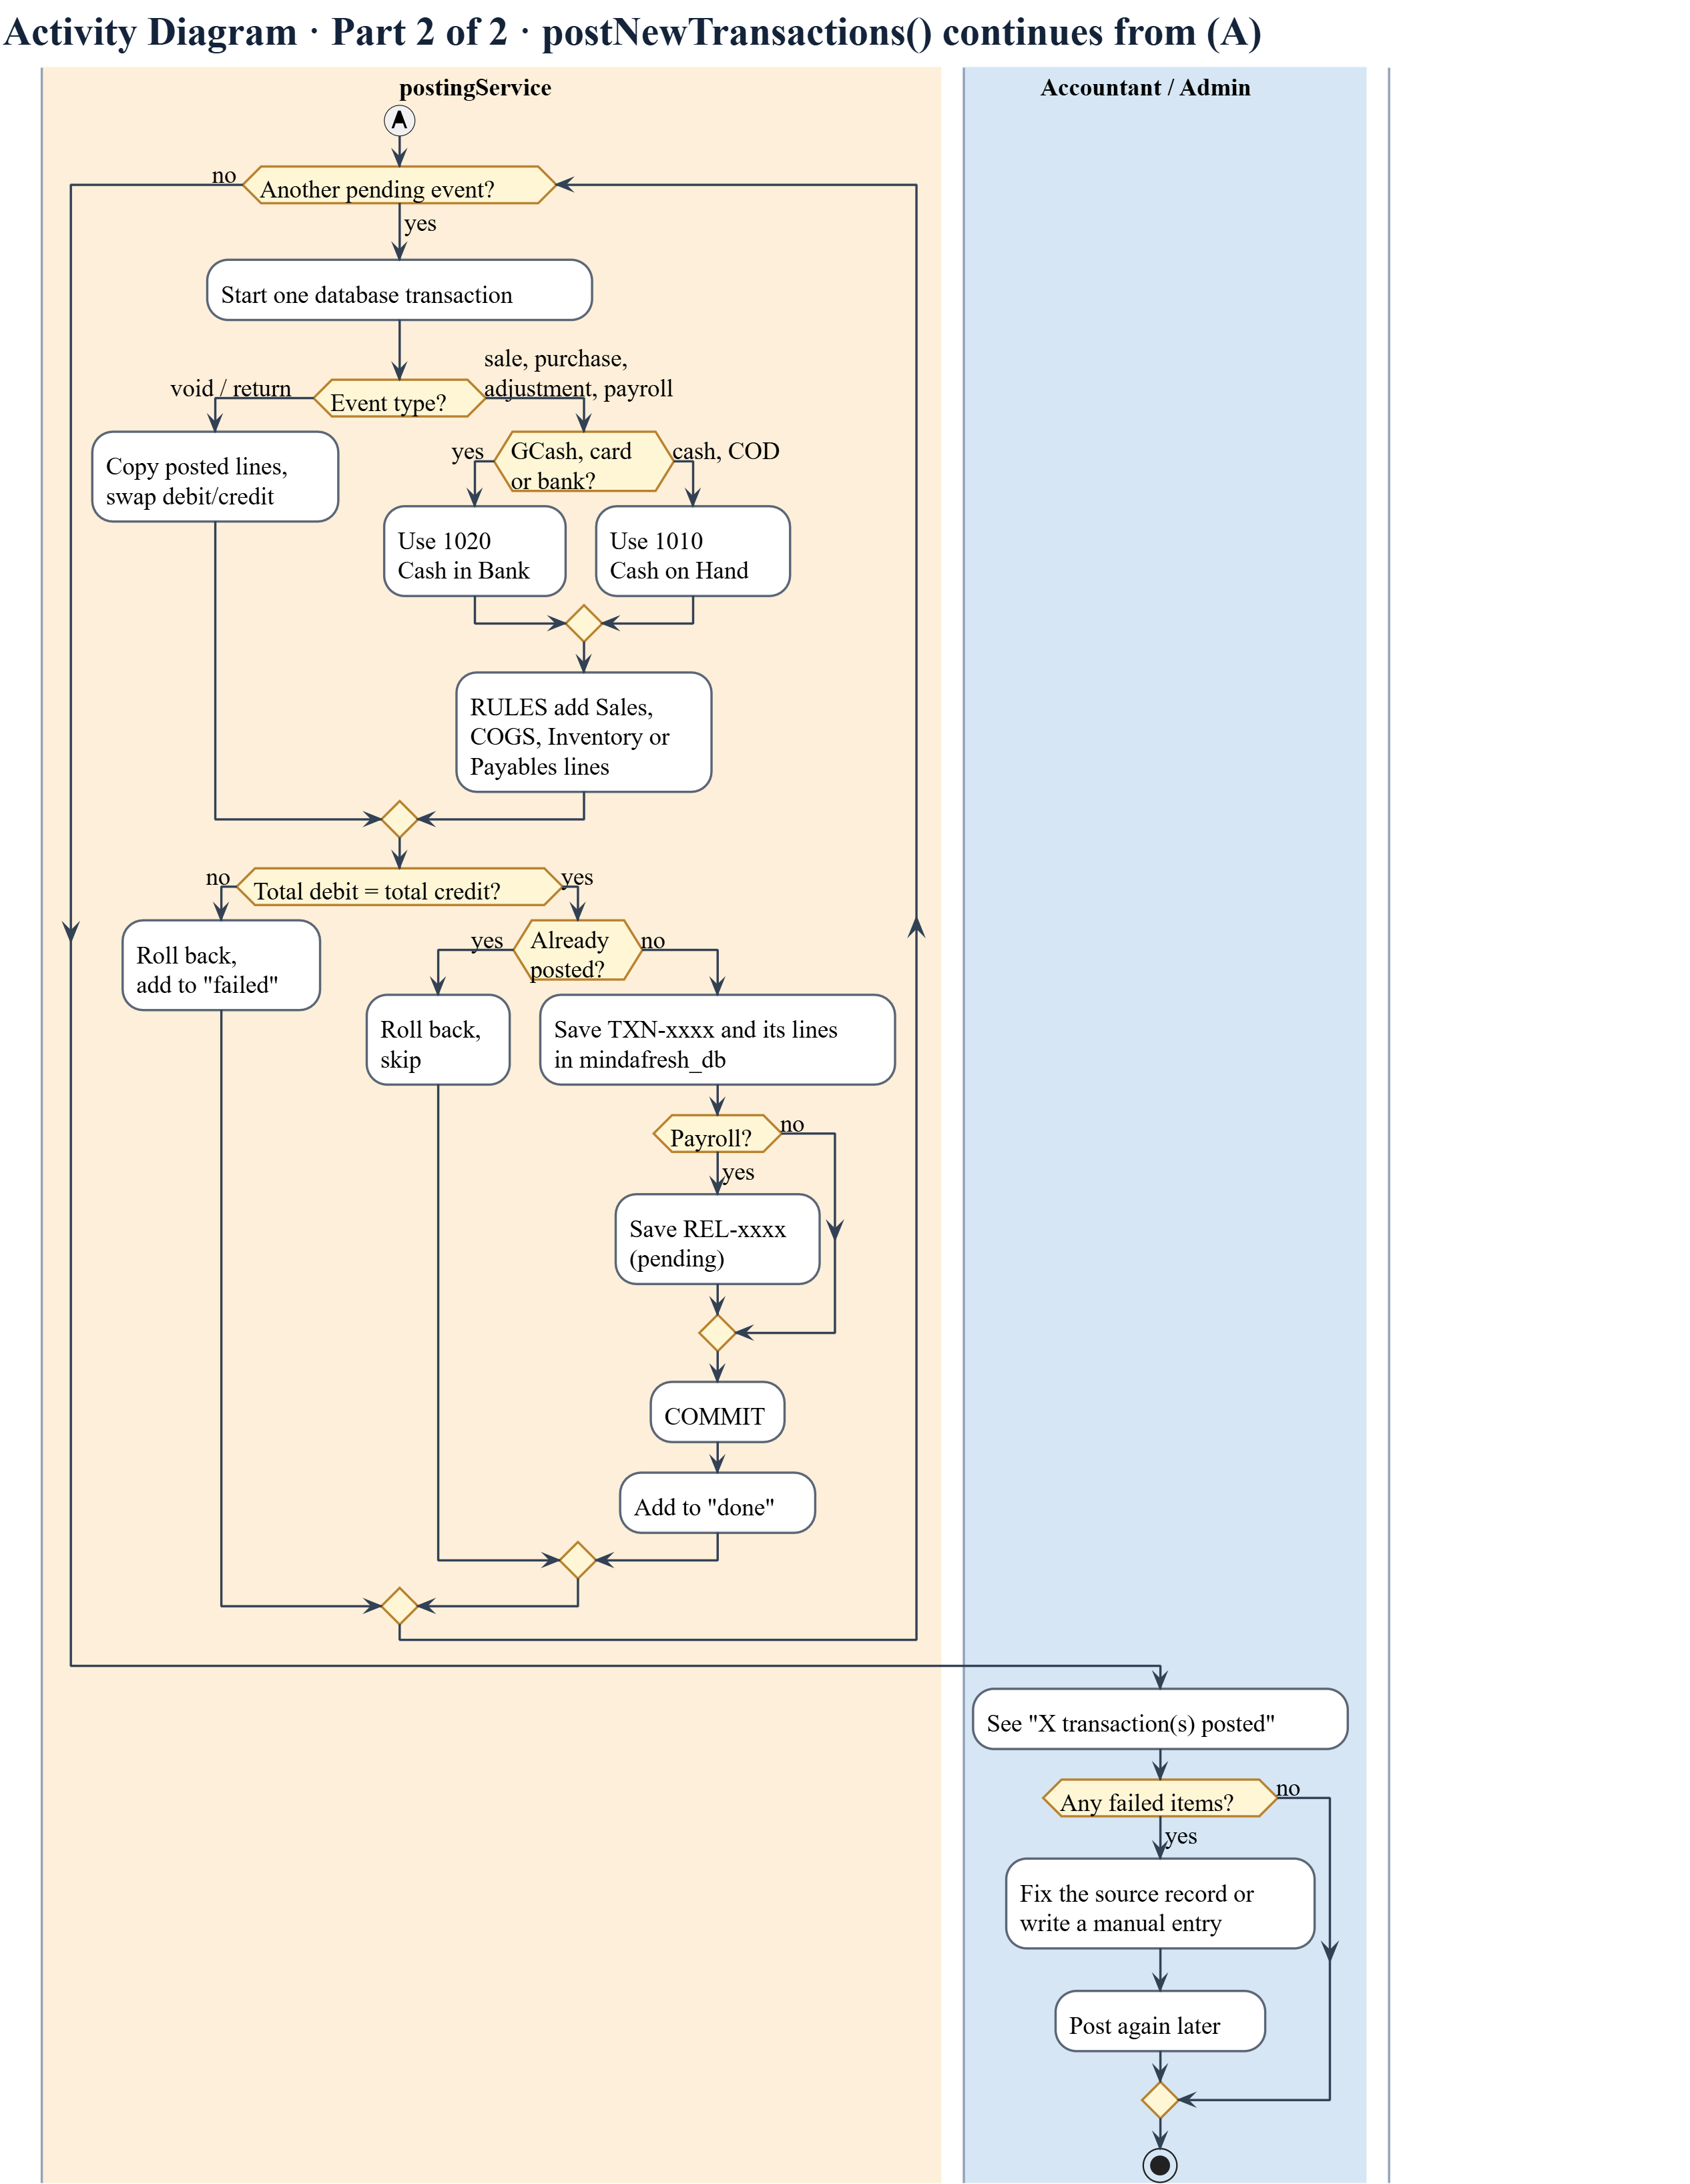 Activity Diagram · Part 2 of 2 · postNewTransactions() continues from (A)
postingService
Accountant / Admin
A
no
Another pending event?
yes
Start one database transaction
sale, purchase,
adjustment, payroll
void / return
Event type?
yes
GCash, card
or bank?
cash, COD
Copy posted lines,
swap debit/credit
Use 1020
Cash in Bank
Use 1010
Cash on Hand
RULES add Sales,
COGS, Inventory or
Payables lines
no
Total debit = total credit?
yes
Roll back,
add to "failed"
yes
Already
posted?
no
Roll back,
skip
Save TXN-xxxx and its lines
in mindafresh_db
Payroll?
no
yes
Save REL-xxxx
(pending)
COMMIT
Add to "done"
See "X transaction(s) posted"
Any failed items?
no
yes
Fix the source record or
write a manual entry
Post again later